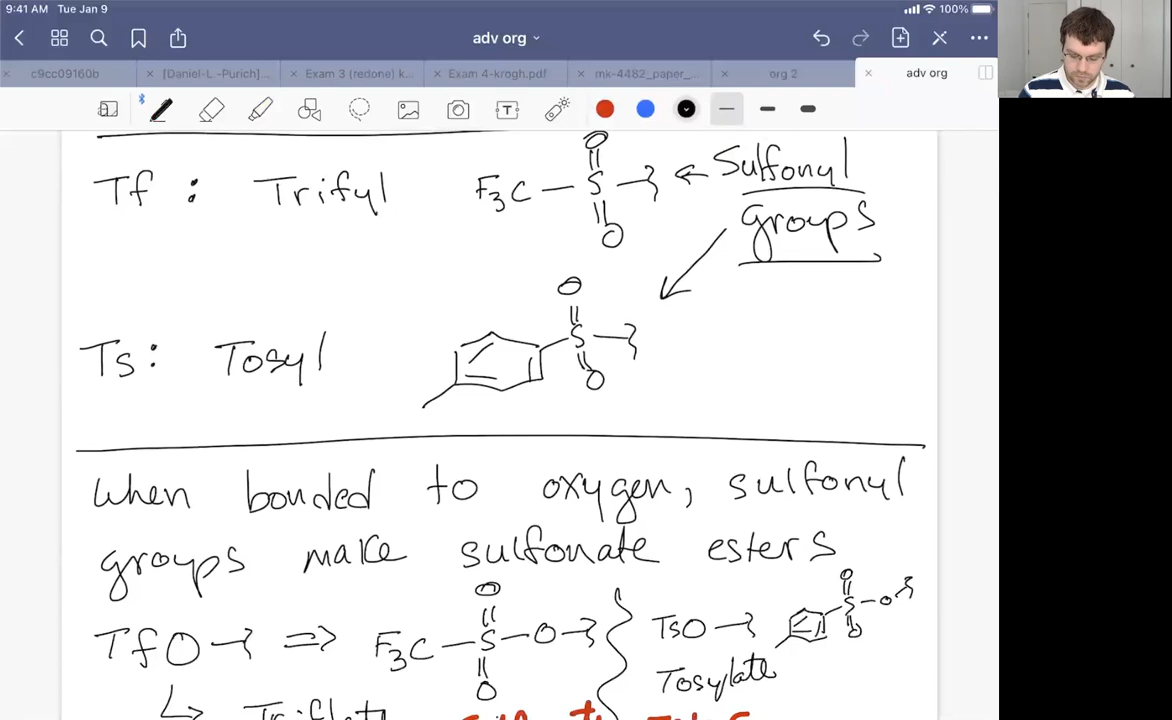 9:41 AM Tue Jan 9
100%
adv org
c9cc09160b
[Daniel-L.-Purich]...
Exam 3 (redone) k...
Exam 4-krogh.pdf
mk-4482_paper_...
org 2
adv org
Tf : Trifyl
F3C — S —
O
O
← Sulfonyl
groups
Ts: Tosyl
O
S
O
When bonded to oxygen, sulfonyl
groups make sulfonate esters
TfO — ⇒ F3C — S — O —
O
O
TsO —
O
S — O
O
Tosylate
↳ Triflate